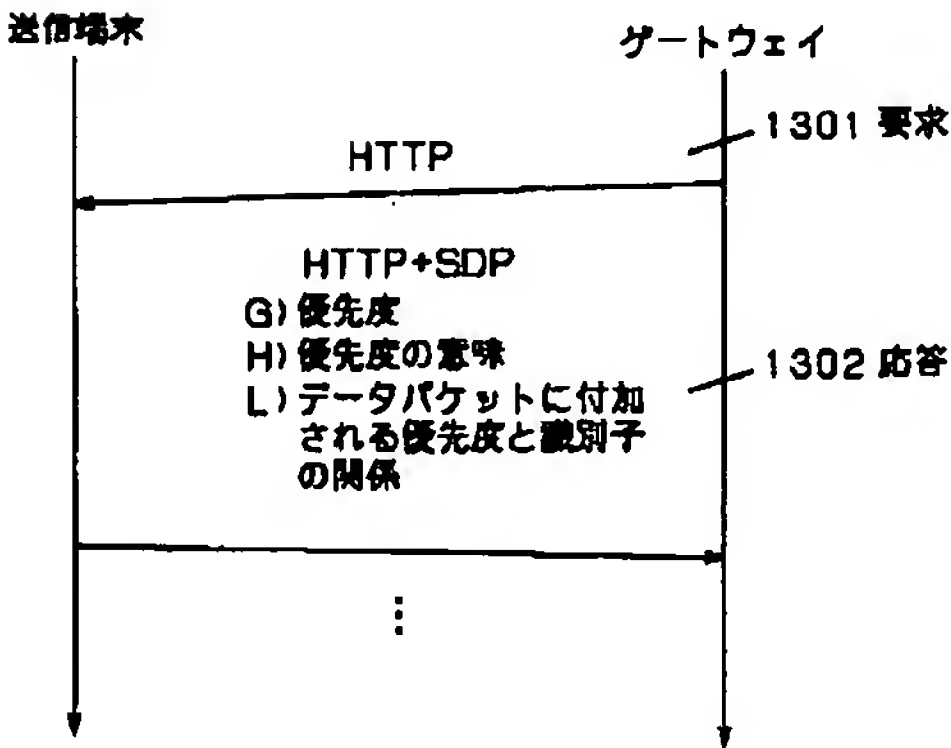 送信端末
ゲートウェイ
1301 要求
HTTP
HTTP+SDP
G) 優先度
H) 優先度の意味
L) データパケットに付加
される優先度と識別子
の関係
1302 応答